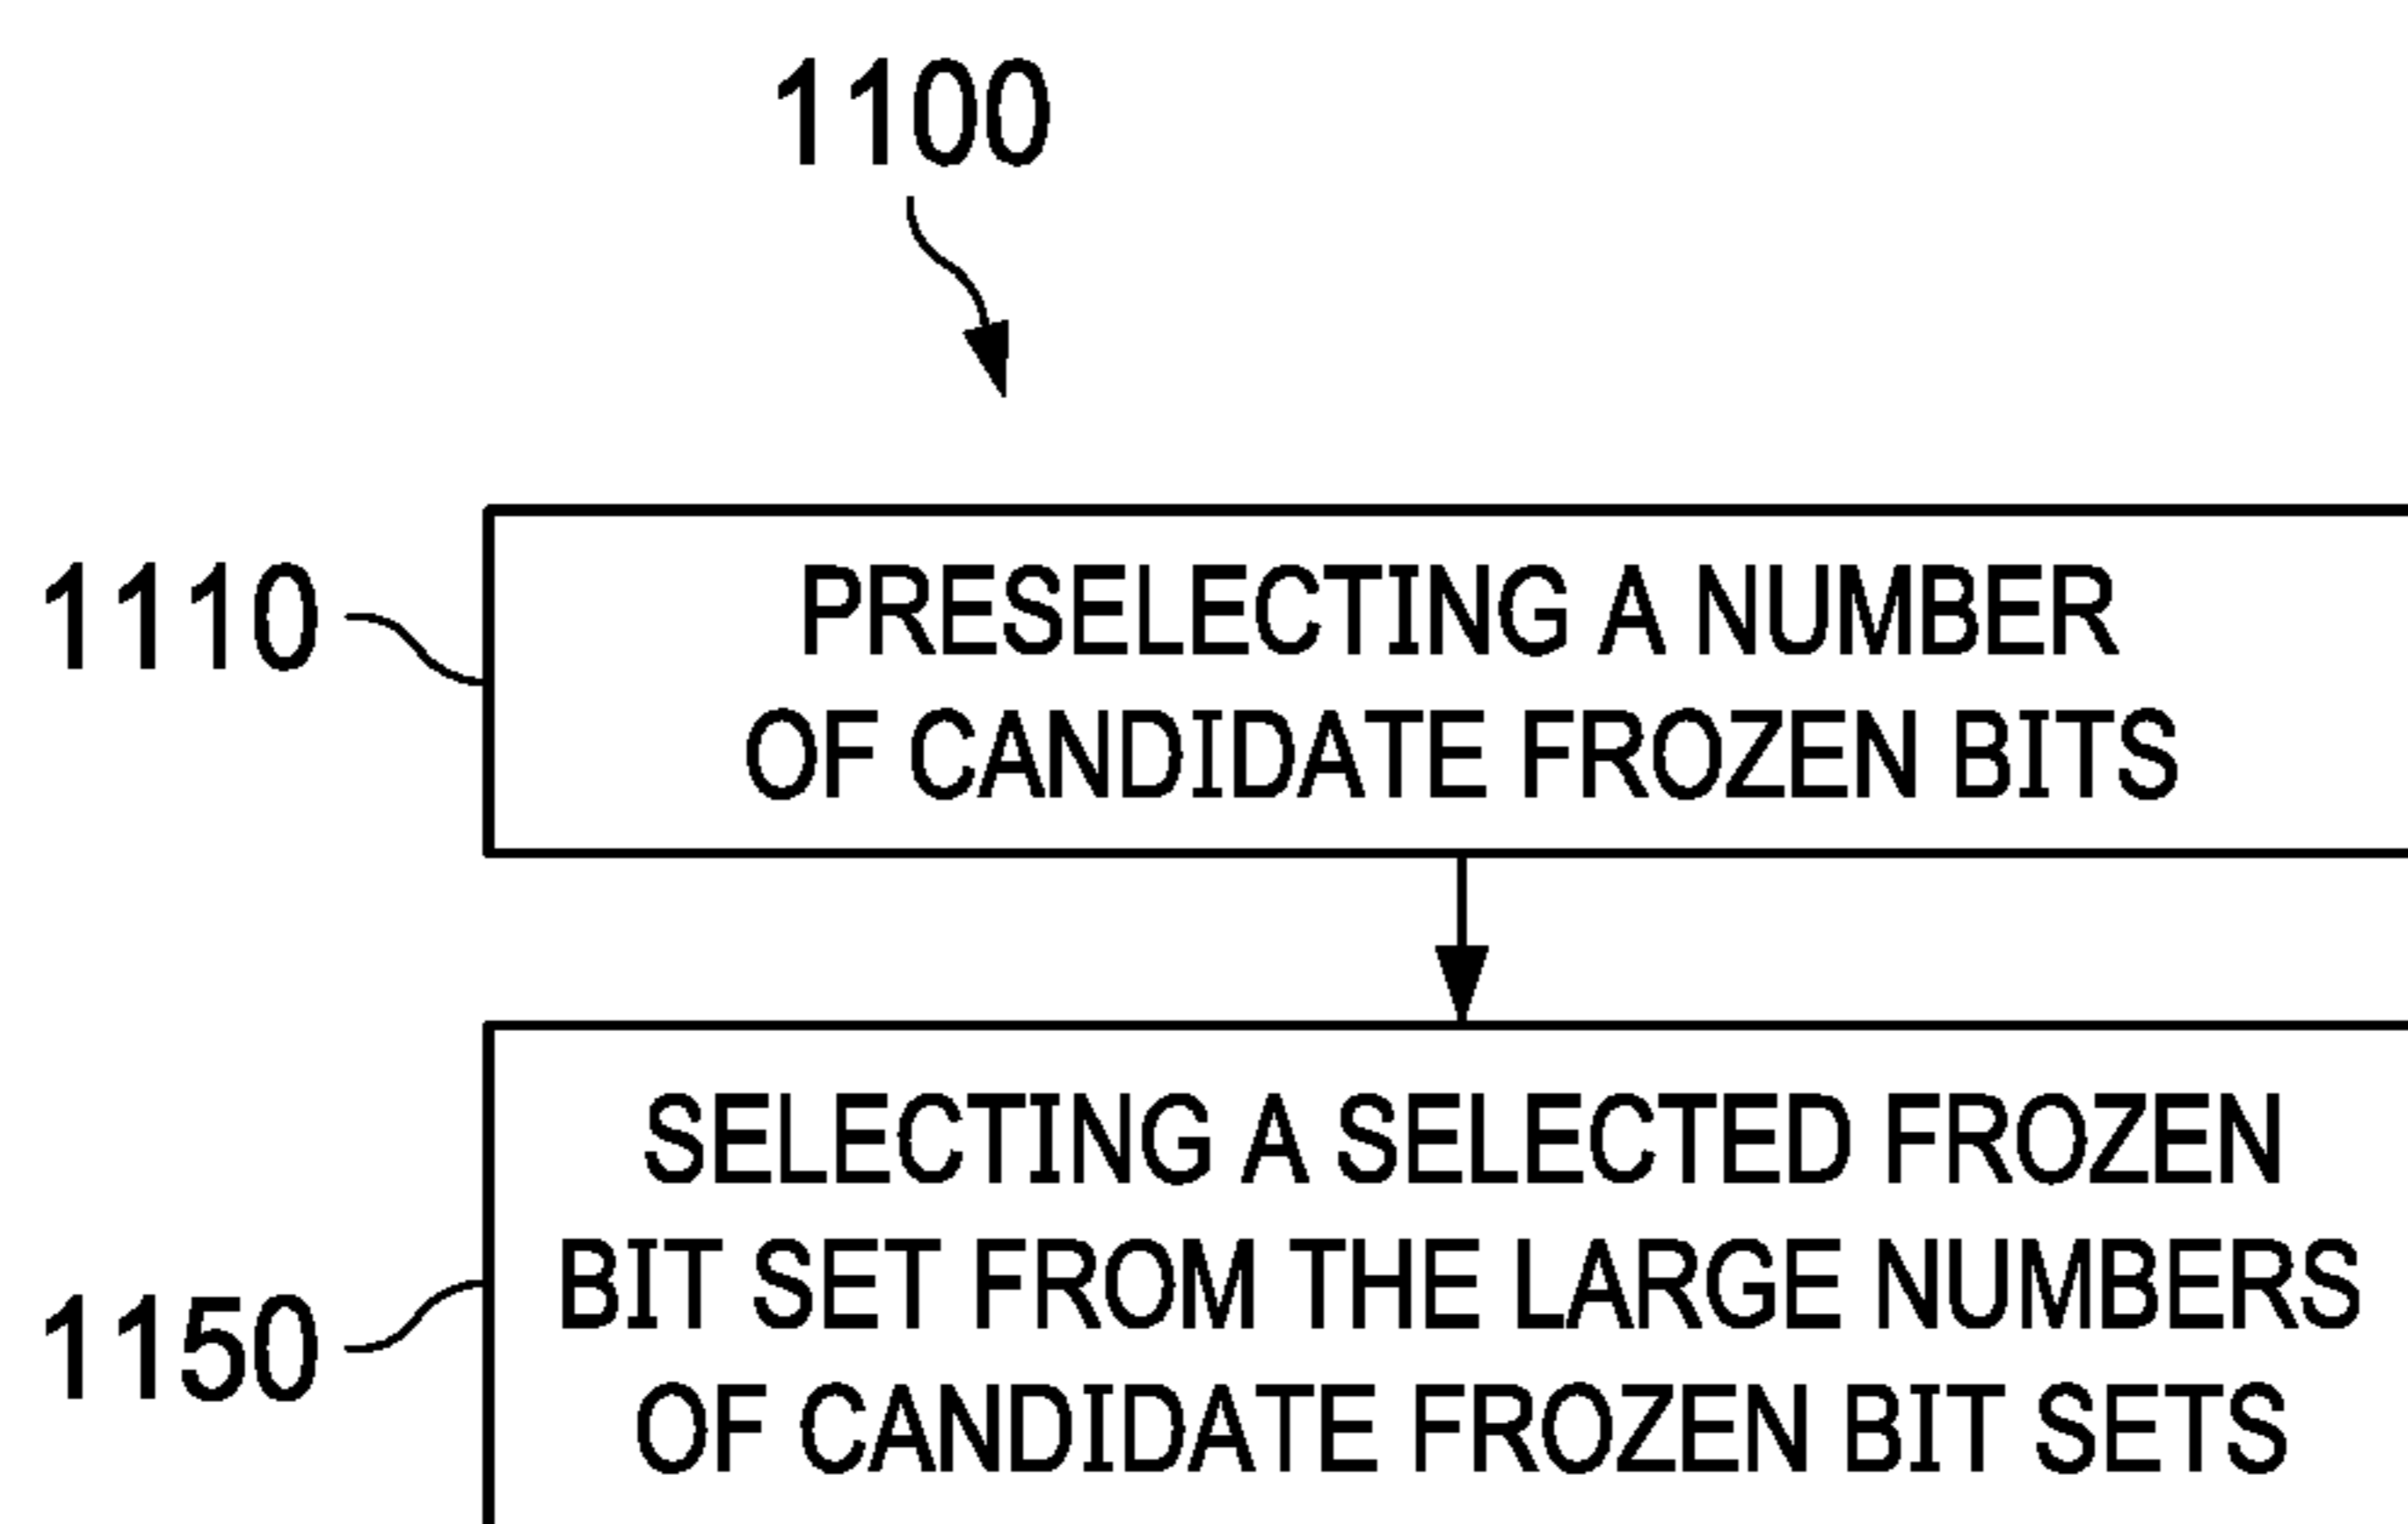 1100
1110
PRESELECTING A NUMBER
OF CANDIDATE FROZEN BITS
1150
SELECTING A SELECTED FROZEN
BIT SET FROM THE LARGE NUMBERS
OF CANDIDATE FROZEN BIT SETS